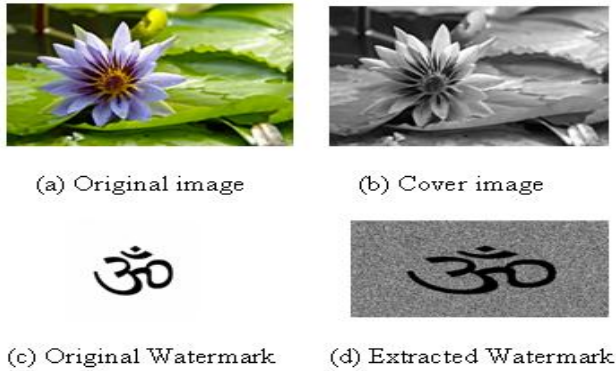 (a) Original image
(b) Cover image
ॐ
(c) Original Watermark
ॐ
(d) Extracted Watermark